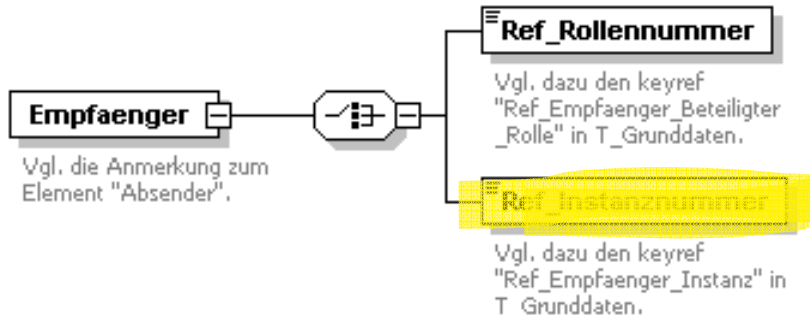 Ref_Rollennummer
Vgl. dazu den keyref
"Ref_Empfaenger_Beteiligter
_Rolle" in T_Grunddaten.
Empfaenger
Vgl. die Anmerkung zum
Element "Absender".
Ref_Instanznummer
Vgl. dazu den keyref
"Ref_Empfaenger_Instanz" in
T_Grunddaten.